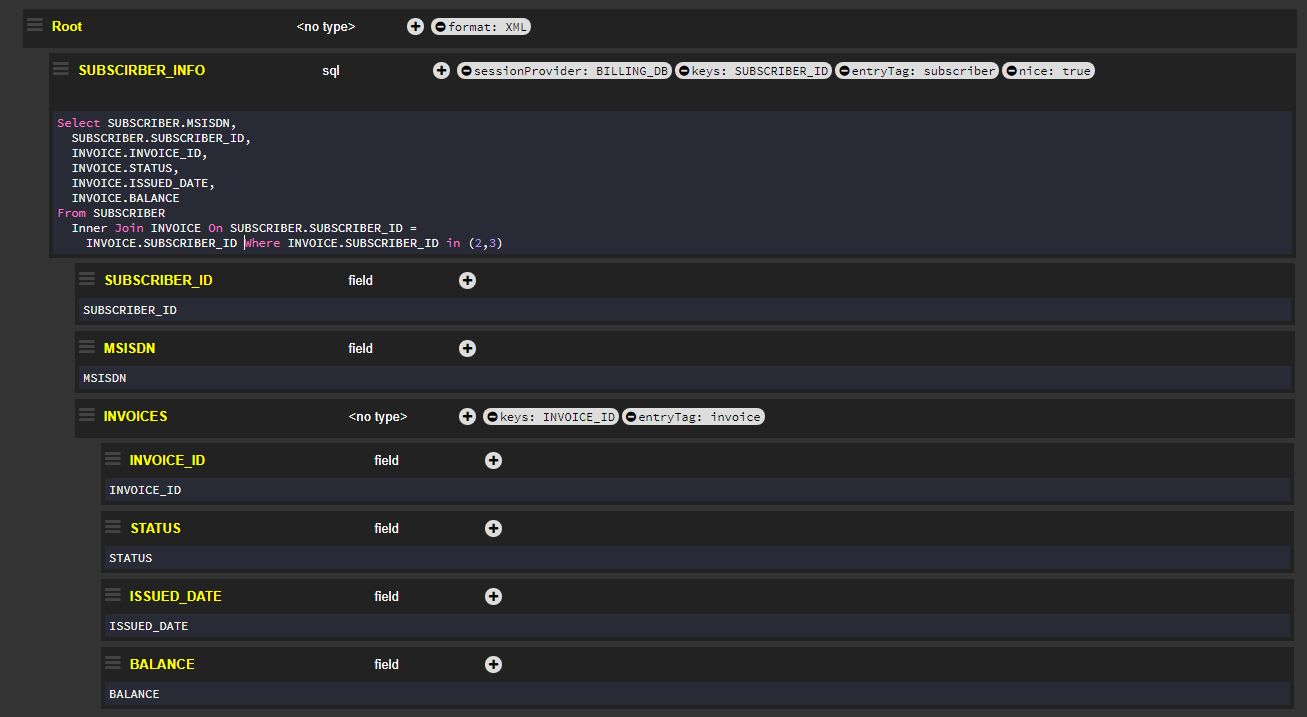 Root <no type> format: XML
SUBSCIRBER_INFO sql sessionProvider: BILLING_DB keys: SUBSCRIBER_ID entryTag: subscriber nice: true
Select SUBSCRIBER.MSISDN,
SUBSCRIBER.SUBSCRIBER_ID,
INVOICE.INVOICE_ID,
INVOICE.STATUS,
INVOICE.ISSUED_DATE,
INVOICE.BALANCE
From SUBSCRIBER
Inner Join INVOICE On SUBSCRIBER.SUBSCRIBER_ID =
INVOICE.SUBSCRIBER_ID Where INVOICE.SUBSCRIBER_ID in (2,3)
SUBSCRIBER_ID field
SUBSCRIBER_ID
MSISDN field
MSISDN
INVOICES <no type> keys: INVOICE_ID entryTag: invoice
INVOICE_ID field
INVOICE_ID
STATUS field
STATUS
ISSUED_DATE field
ISSUED_DATE
BALANCE field
BALANCE